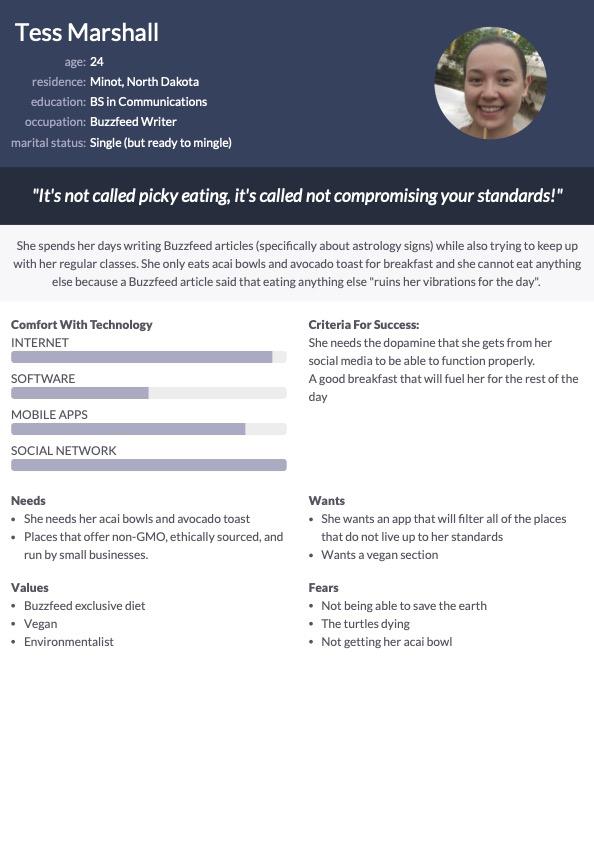 Tess Marshall
age: 24
residence: Minot, North Dakota
education: BS in Communications
occupation: Buzzfeed Writer
marital status: Single (but ready to mingle)
"It's not called picky eating, it's called not compromising your standards!"
She spends her days writing Buzzfeed articles (specifically about astrology signs) while also trying to keep up
with her regular classes. She only eats acai bowls and avocado toast for breakfast and she cannot eat anything
else because a Buzzfeed article said that eating anything else "ruins her vibrations for the day".
Comfort With Technology
INTERNET
SOFTWARE
MOBILE APPS
SOCIAL NETWORK
Criteria For Success:
She needs the dopamine that she gets from her
social media to be able to function properly.
A good breakfast that will fuel her for the rest of the
day
Needs
• She needs her acai bowls and avocado toast
• Places that offer non-GMO, ethically sourced, and
run by small businesses.
Wants
• She wants an app that will filter all of the places
that do not live up to her standards
• Wants a vegan section
Values
• Buzzfeed exclusive diet
• Vegan
• Environmentalist
Fears
• Not being able to save the earth
• The turtles dying
• Not getting her acai bowl